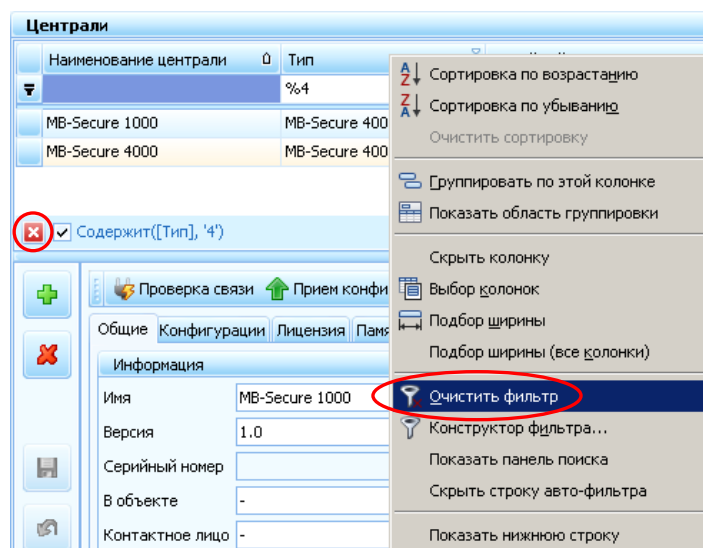 Централи
Наименование централи
Тип
%4
MB-Secure 1000
MB-Secure 400
MB-Secure 4000
MB-Secure 400
Содержит([Тип], '4')
Проверка связи
Прием конфи
Общие
Конфигурации
Лицензия
Памя
Информация
Имя
MB-Secure 1000
Версия
1.0
Серийный номер
В объекте
-
Контактное лицо
-
Сортировка по возрастанию
Сортировка по убыванию
Очистить сортировку
Группировать по этой колонке
Показать область группировки
Скрыть колонку
Выбор колонок
Подбор ширины
Подбор ширины (все колонки)
Очистить фильтр
Конструктор фильтра...
Показать панель поиска
Скрыть строку авто-фильтра
Показать нижнюю строку